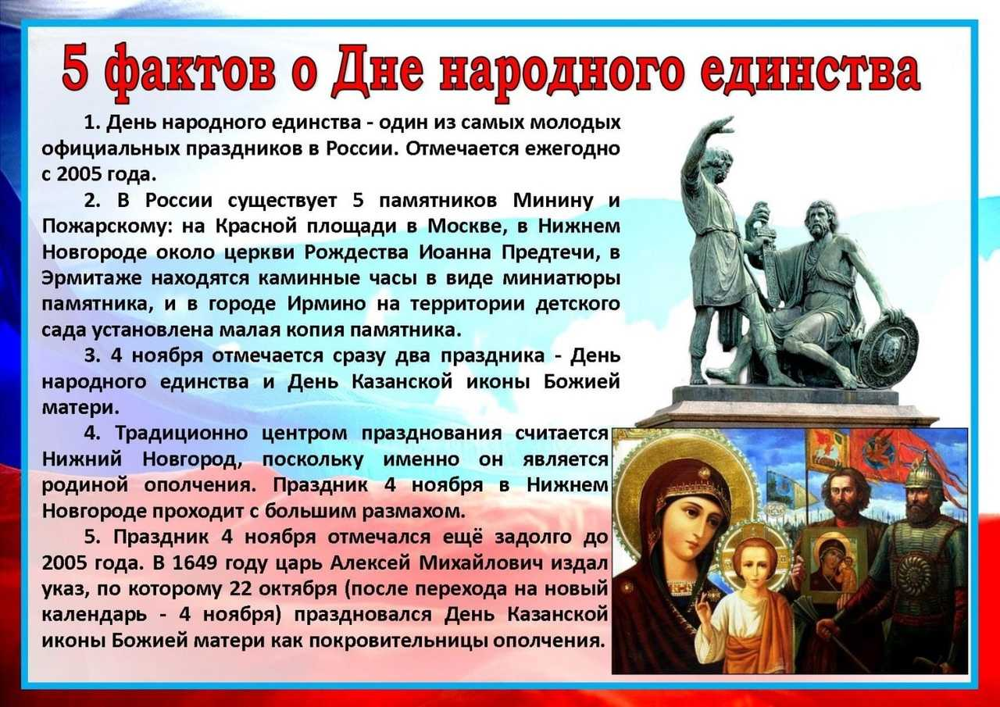 5 фактов о Дне народного единства
1. День народного единства - один из самых молодых
официальных праздников в России. Отмечается ежегодно
с 2005 года.
2. В России существует 5 памятников Минину и
Пожарскому: на Красной площади в Москве, в Нижнем
Новгороде около церкви Рождества Иоанна Предтечи, в
Эрмитаже находятся каминные часы в виде миниатюры
памятника, и в городе Ирмино на территории детского
сада установлена малая копия памятника.
3. 4 ноября отмечается сразу два праздника - День
народного единства и День Казанской иконы Божией
матери.
4. Традиционно центром празднования считается
Нижний Новгород, поскольку именно он является
родиной ополчения. Праздник 4 ноября в Нижнем
Новгороде проходит с большим размахом.
5. Праздник 4 ноября отмечался ещё задолго до
2005 года. В 1649 году царь Алексей Михайлович издал
указ, по которому 22 октября (после перехода на новый
календарь - 4 ноября) праздновался День Казанской
иконы Божией матери как покровительницы ополчения.